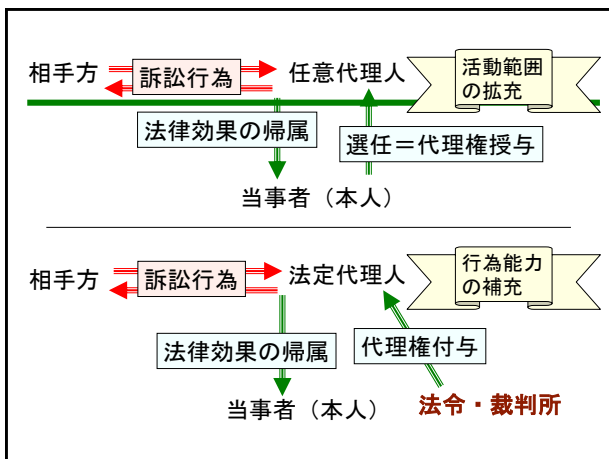 相手方 訴訟行為 任意代理人 活動範囲
の拡充
法律効果の帰属 選任＝代理権授与
当事者（本人）
相手方 訴訟行為 法定代理人 行為能力
の補充
法律効果の帰属 代理権付与
当事者（本人） 法令・裁判所